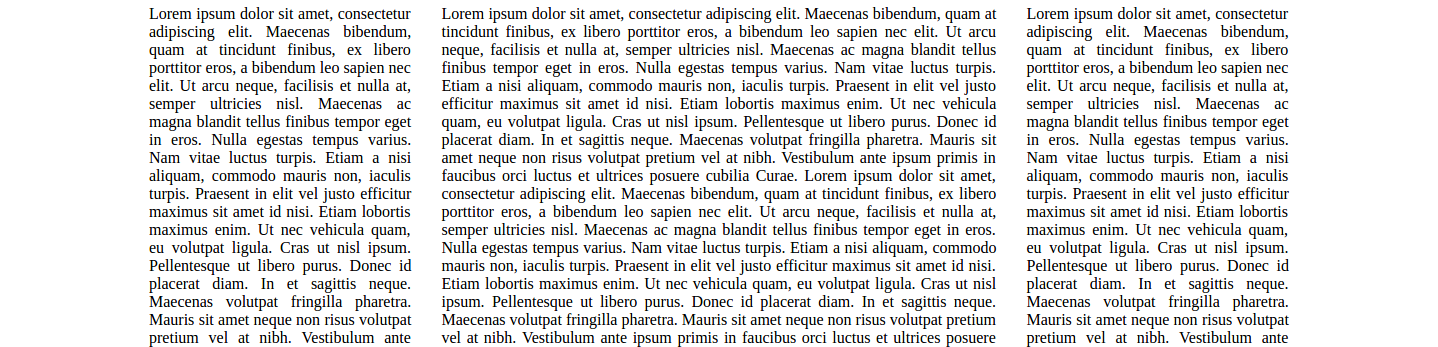 Lorem ipsum dolor sit amet, consectetur
adipiscing elit. Maecenas bibendum,
quam at tincidunt finibus, ex libero
porttitor eros, a bibendum leo sapien nec
elit. Ut arcu neque, facilisis et nulla at,
semper ultricies nisl. Maecenas ac
magna blandit tellus finibus tempor eget
in eros. Nulla egestas tempus varius.
Nam vitae luctus turpis. Etiam a nisi
aliquam, commodo mauris non, iaculis
turpis. Praesent in elit vel justo efficitur
maximus sit amet id nisi. Etiam lobortis
maximus enim. Ut nec vehicula quam,
eu volutpat ligula. Cras ut nisl ipsum.
Pellentesque ut libero purus. Donec id
placerat diam. In et sagittis neque.
Maecenas volutpat fringilla pharetra.
Mauris sit amet neque non risus volutpat
pretium vel at nibh. Vestibulum ante
Lorem ipsum dolor sit amet, consectetur adipiscing elit. Maecenas bibendum, quam at
tincidunt finibus, ex libero porttitor eros, a bibendum leo sapien nec elit. Ut arcu
neque, facilisis et nulla at, semper ultricies nisl. Maecenas ac magna blandit tellus
finibus tempor eget in eros. Nulla egestas tempus varius. Nam vitae luctus turpis.
Etiam a nisi aliquam, commodo mauris non, iaculis turpis. Praesent in elit vel justo
efficitur maximus sit amet id nisi. Etiam lobortis maximus enim. Ut nec vehicula
quam, eu volutpat ligula. Cras ut nisl ipsum. Pellentesque ut libero purus. Donec id
placerat diam. In et sagittis neque. Maecenas volutpat fringilla pharetra. Mauris sit
amet neque non risus volutpat pretium vel at nibh. Vestibulum ante ipsum primis in
faucibus orci luctus et ultrices posuere cubilia Curae. Lorem ipsum dolor sit amet,
consectetur adipiscing elit. Maecenas bibendum, quam at tincidunt finibus, ex libero
porttitor eros, a bibendum leo sapien nec elit. Ut arcu neque, facilisis et nulla at,
semper ultricies nisl. Maecenas ac magna blandit tellus finibus tempor eget in eros.
Nulla egestas tempus varius. Nam vitae luctus turpis. Etiam a nisi aliquam, commodo
mauris non, iaculis turpis. Praesent in elit vel justo efficitur maximus sit amet id nisi.
Etiam lobortis maximus enim. Ut nec vehicula quam, eu volutpat ligula. Cras ut nisl
ipsum. Pellentesque ut libero purus. Donec id placerat diam. In et sagittis neque.
Maecenas volutpat fringilla pharetra. Mauris sit amet neque non risus volutpat pretium
vel at nibh. Vestibulum ante ipsum primis in faucibus orci luctus et ultrices posuere
Lorem ipsum dolor sit amet, consectetur
adipiscing elit. Maecenas bibendum,
quam at tincidunt finibus, ex libero
porttitor eros, a bibendum leo sapien nec
elit. Ut arcu neque, facilisis et nulla at,
semper ultricies nisl. Maecenas ac
magna blandit tellus finibus tempor eget
in eros. Nulla egestas tempus varius.
Nam vitae luctus turpis. Etiam a nisi
aliquam, commodo mauris non, iaculis
turpis. Praesent in elit vel justo efficitur
maximus sit amet id nisi. Etiam lobortis
maximus enim. Ut nec vehicula quam,
eu volutpat ligula. Cras ut nisl ipsum.
Pellentesque ut libero purus. Donec id
placerat diam. In et sagittis neque.
Maecenas volutpat fringilla pharetra.
Mauris sit amet neque non risus volutpat
pretium vel at nibh. Vestibulum ante